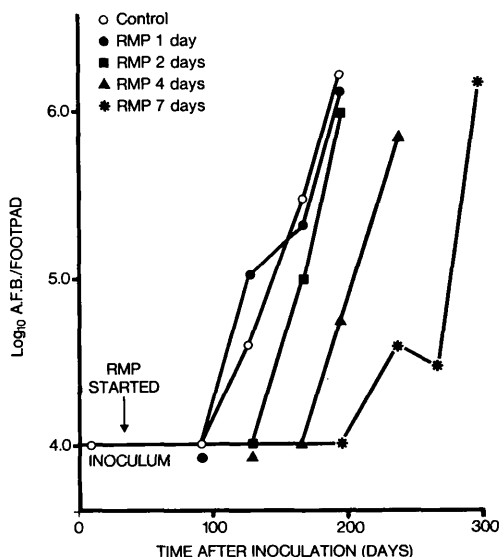 Control
RMP 1 day
RMP 2 days
RMP 4 days
RMP 7 days
6.0
5.0
4.0
Log10 A.F.B./FOOTPAD
RMP
STARTED
INOCULUM
0
100
200
300
TIME AFTER INOCULATION (DAYS)